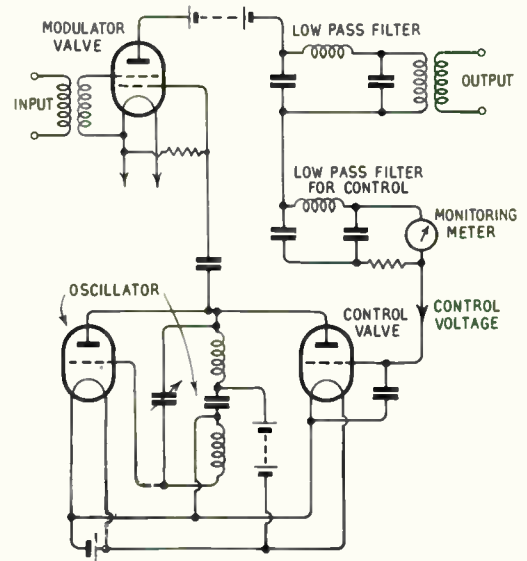 MODULATOR
VALVE
LOW PASS FILTER
INPUT
OUTPUT
LOW PASS FILTER
FOR CONTROL
MONITORING
METER
OSCILLATOR
CONTROL
VALVE
CONTROL
VOLTAGE